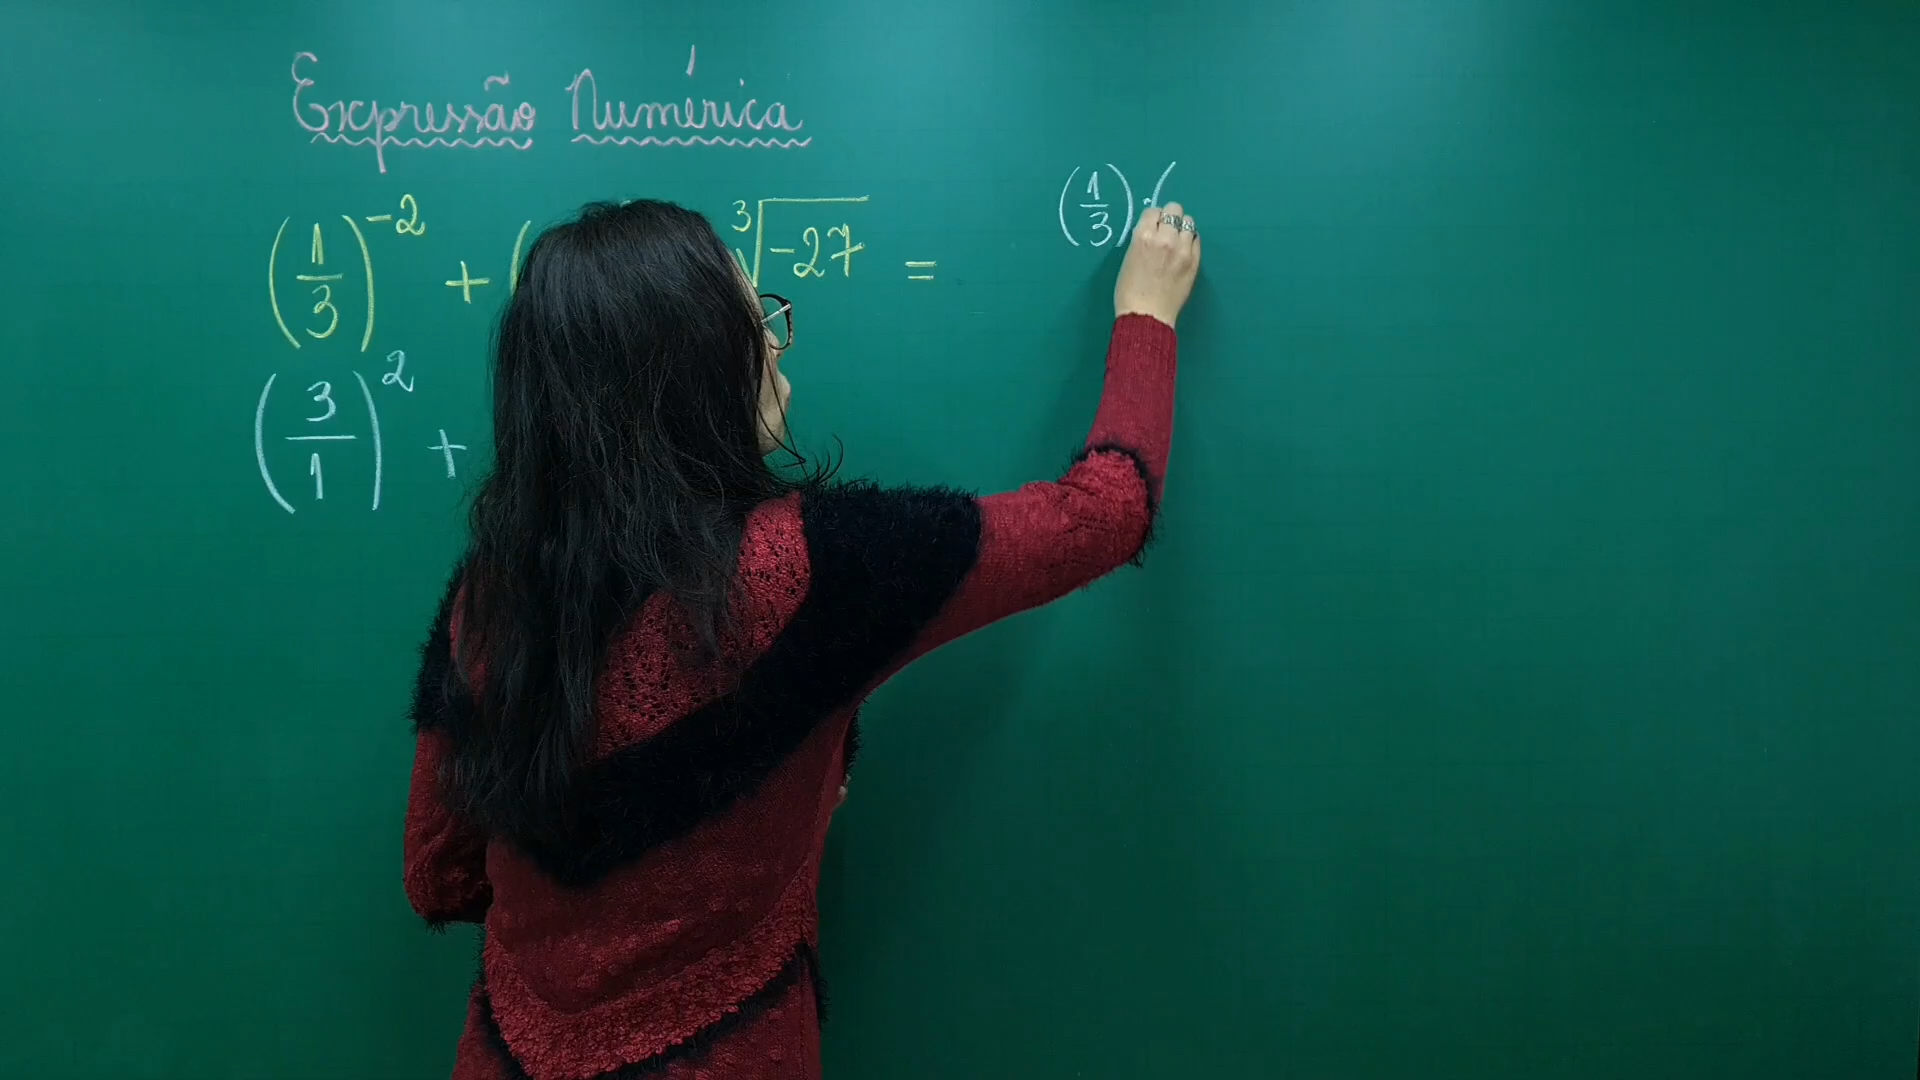 Expressão Numérica
(1/3)^-2 + ( ∛-27 =
(1/3) · (
(3/1)^2 +